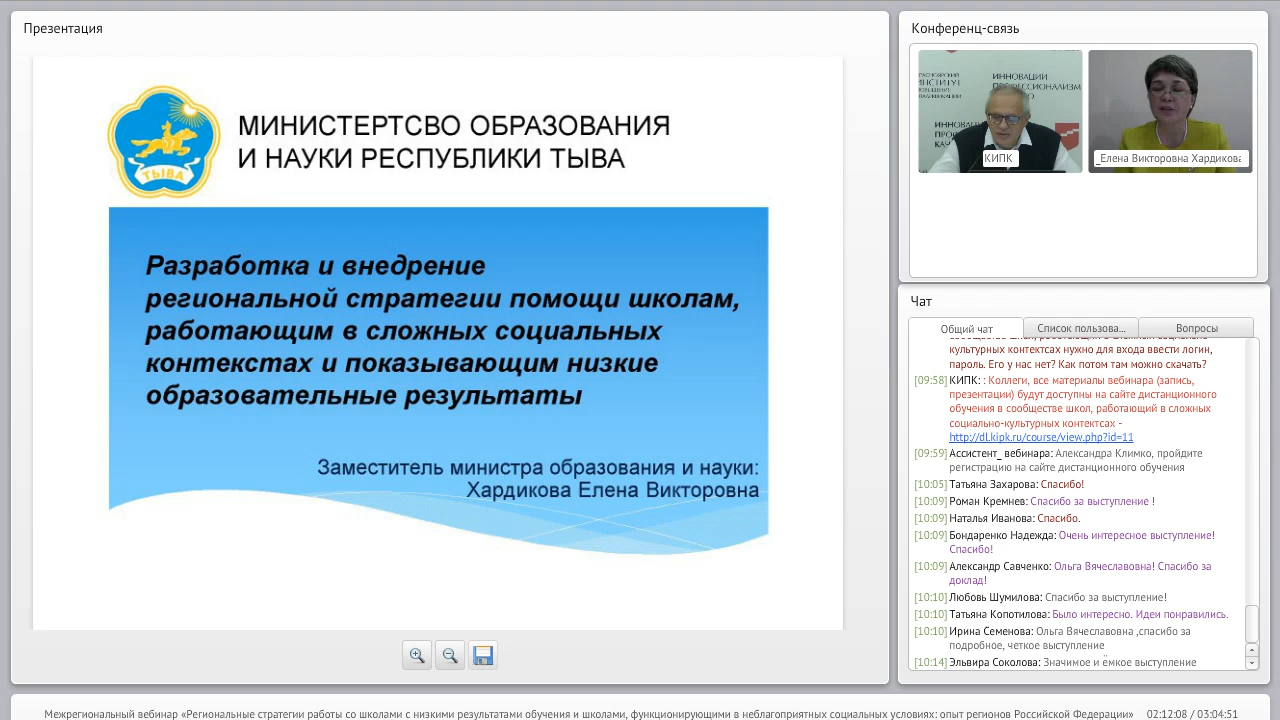 Презентация
ТЫВА
МИНИСТЕРТСВО ОБРАЗОВАНИЯ
И НАУКИ РЕСПУБЛИКИ ТЫВА
Разработка и внедрение
региональной стратегии помощи школам,
работающим в сложных социальных
контекстах и показывающим низкие
образовательные результаты
Заместитель министра образования и науки:
Хардикова Елена Викторовна
Конференц-связь
ИННОВАЦИИ
КИПК
_Елена Викторовна Хардикова
Чат
Общий чат
Список пользова...
Вопросы
культурных контектсах нужно для входа ввести логин,
пароль. Его у нас нет? Как потом там можно скачать?
[09:58] КИПК: : Коллеги, все материалы вебинара (запись,
презентации) будут доступны на сайте дистанционного
обучения в сообществе школ, работающий в сложных
социально-культурных контектсах -
http://dl.kipk.ru/course/view.php?id=11
[09:59] Ассистент_ вебинара: Александра Климко, пройдите
регистрацию на сайте дистанционного обучения
[10:05] Татьяна Захарова: Спасибо!
[10:09] Роман Кремнев: Спасибо за выступление !
[10:09] Наталья Иванова: Спасибо.
[10:09] Бондаренко Надежда: Очень интересное выступление!
Спасибо!
[10:09] Александр Савченко: Ольга Вячеславовна! Спасибо за
доклад!
[10:10] Любовь Шумилова: Спасибо за выступление!
[10:10] Татьяна Копотилова: Было интересно. Идеи понравились.
[10:10] Ирина Семенова: Ольга Вячеславовна ,спасибо за
подробное, четкое выступление
[10:14] Эльвира Соколова: Значимое и ёмкое выступление
Межрегиональный вебинар «Региональные стратегии работы со школами с низкими результатами обучения и школами, функционирующими в неблагоприятных социальных условиях: опыт регионов Российской Федерации» 02:12:08 / 03:04:51